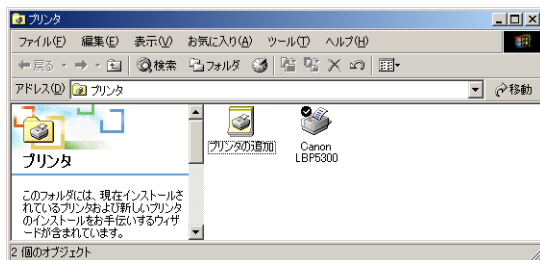 プリンタ
ファイル(F) 編集(E) 表示(V) お気に入り(A) ツール(T) ヘルプ(H)
戻る 検索 フォルダ
アドレス(D) プリンタ 移動
プリンタ
このフォルダには、現在インストールさ
れているプリンタおよび新しいプリンタ
のインストールをお手伝いするウィザ
ードが含まれています。
プリンタの追加
Canon
LBP5300
2 個のオブジェクト